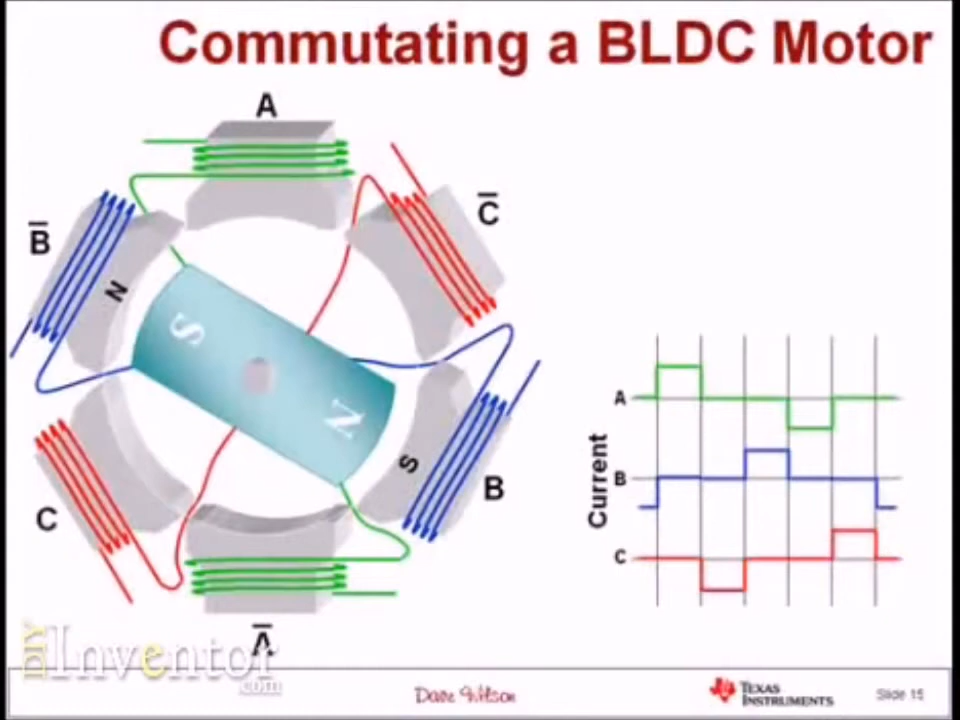 Commutating a BLDC Motor
A
C̅
B̅
N
S
N
S
B
C
A̅
Current
A
B
C
DIY
Inventor
.com
Dave Wilson
TEXAS
INSTRUMENTS
Slide 15